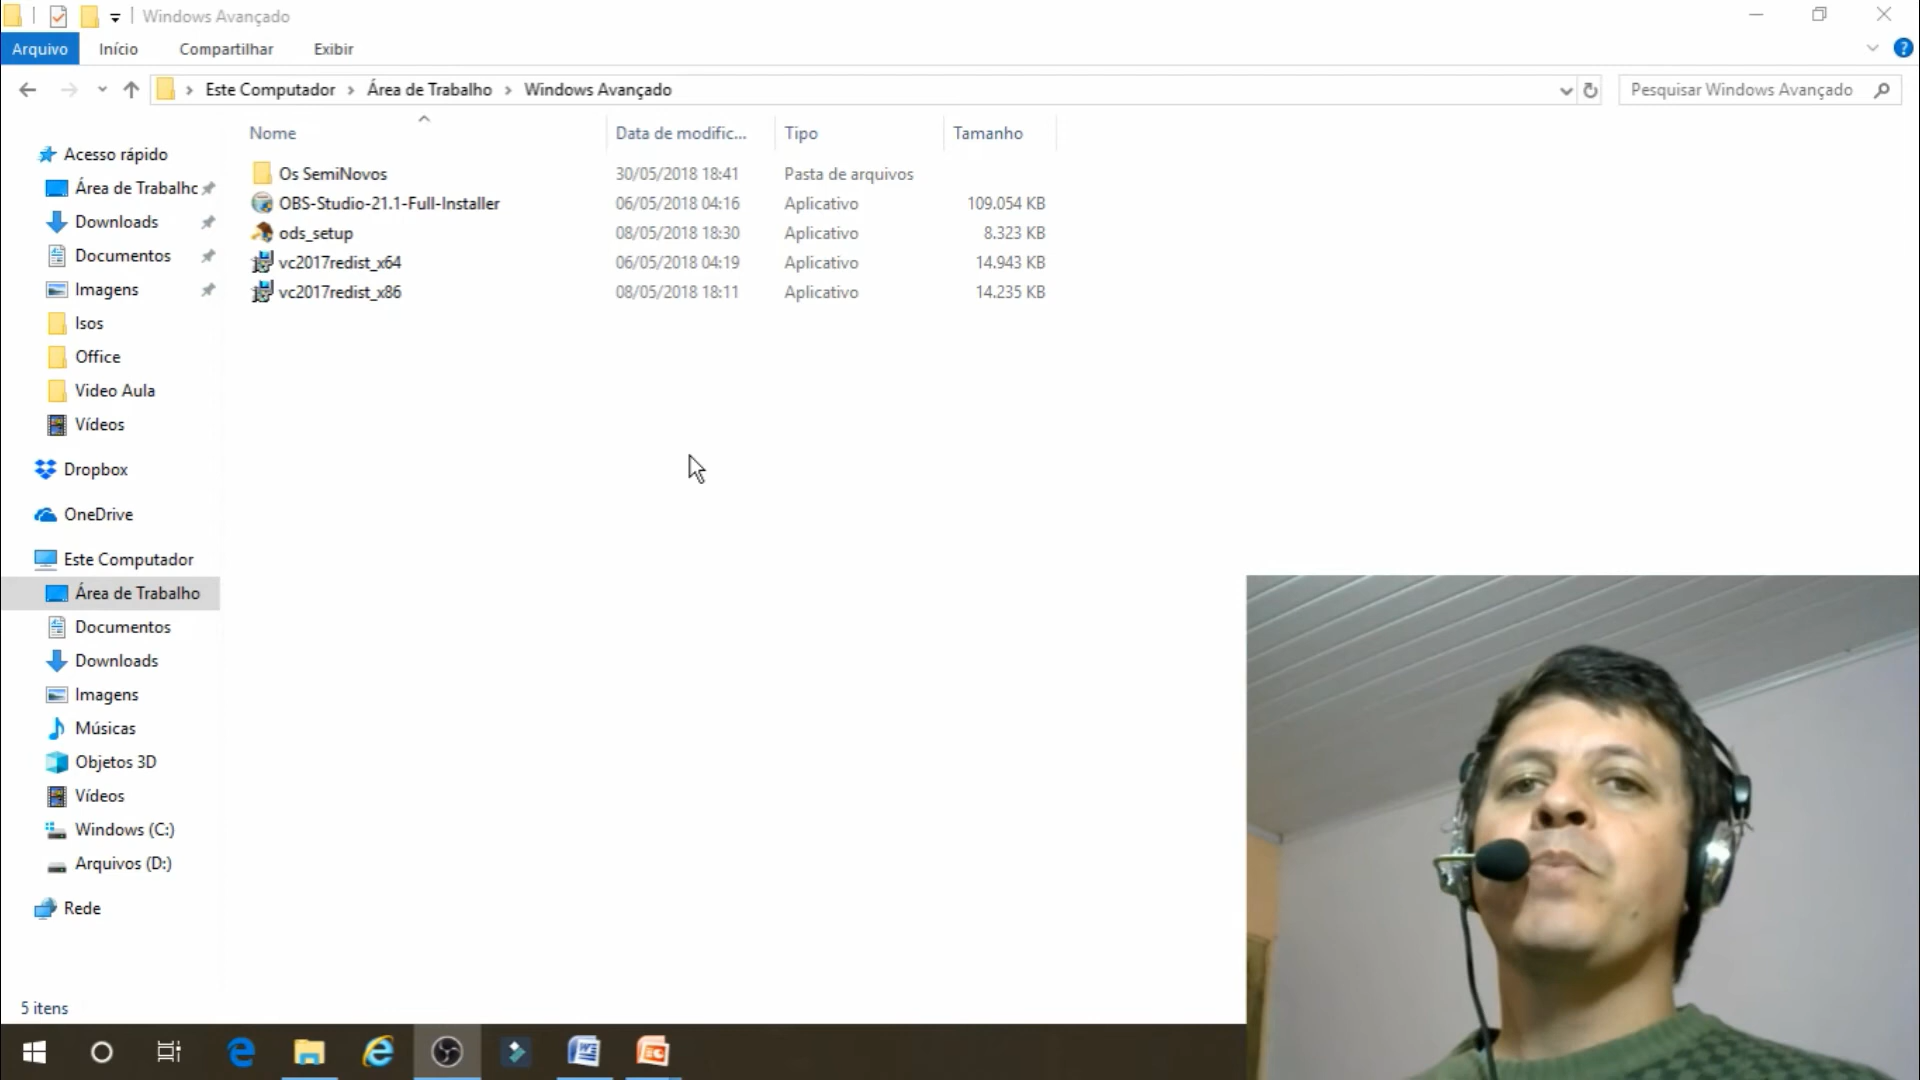 Windows Avançado
Arquivo Início Compartilhar Exibir
Este Computador Área de Trabalho Windows Avançado Pesquisar Windows Avançado
Nome Data de modific... Tipo Tamanho
Os SemiNovos 30/05/2018 18:41 Pasta de arquivos
OBS-Studio-21.1-Full-Installer 06/05/2018 04:16 Aplicativo 109.054 KB
ods_setup 08/05/2018 18:30 Aplicativo 8.323 KB
vc2017redist_x64 06/05/2018 04:19 Aplicativo 14.943 KB
vc2017redist_x86 08/05/2018 18:11 Aplicativo 14.235 KB
Acesso rápido
Área de Trabalhc
Downloads
Documentos
Imagens
Isos
Office
Video Aula
Vídeos
Dropbox
OneDrive
Este Computador
Área de Trabalho
Documentos
Downloads
Imagens
Músicas
Objetos 3D
Vídeos
Windows (C:)
Arquivos (D:)
Rede
5 itens